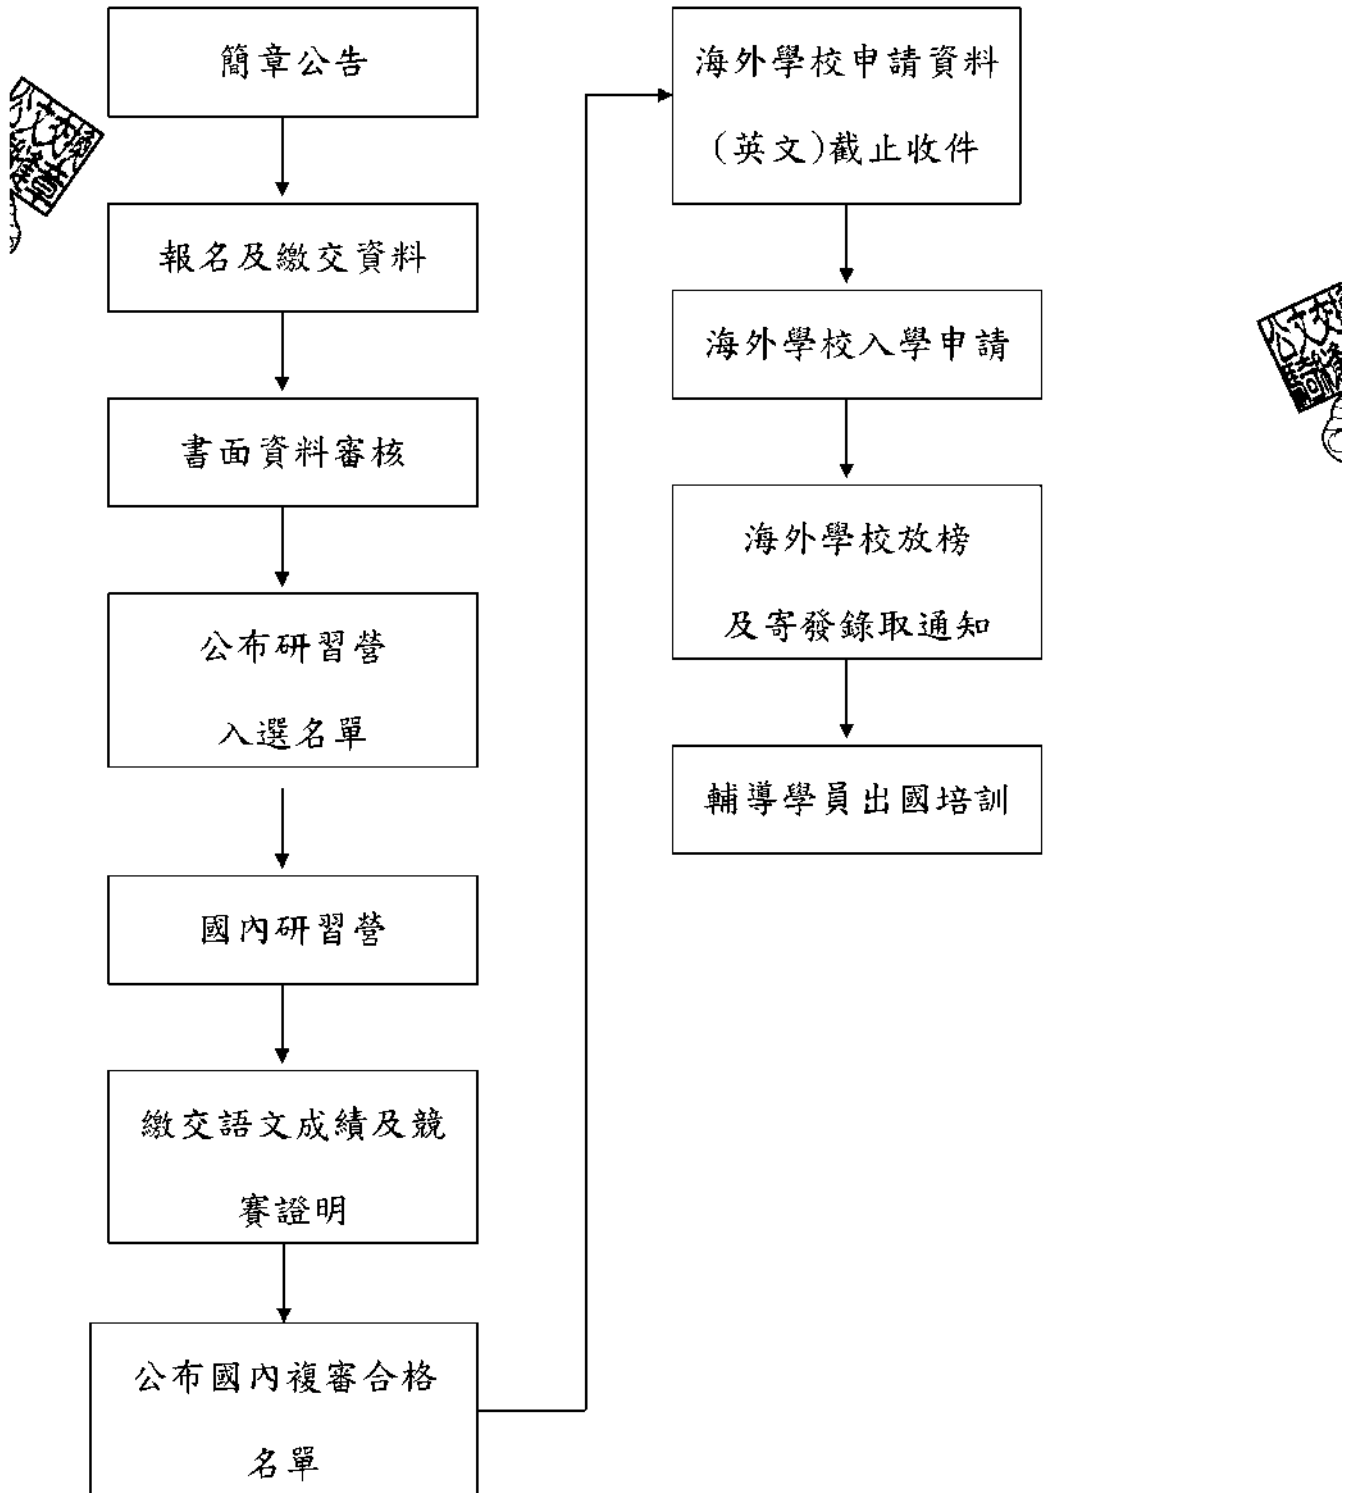 簡章公告
報名及繳交資料
書面資料審核
公布研習營
入選名單
國內研習營
繳交語文成績及競
賽證明
公布國內複審合格
名單
海外學校申請資料
(英文)截止收件
海外學校入學申請
海外學校放榜
及寄發錄取通知
輔導學員出國培訓